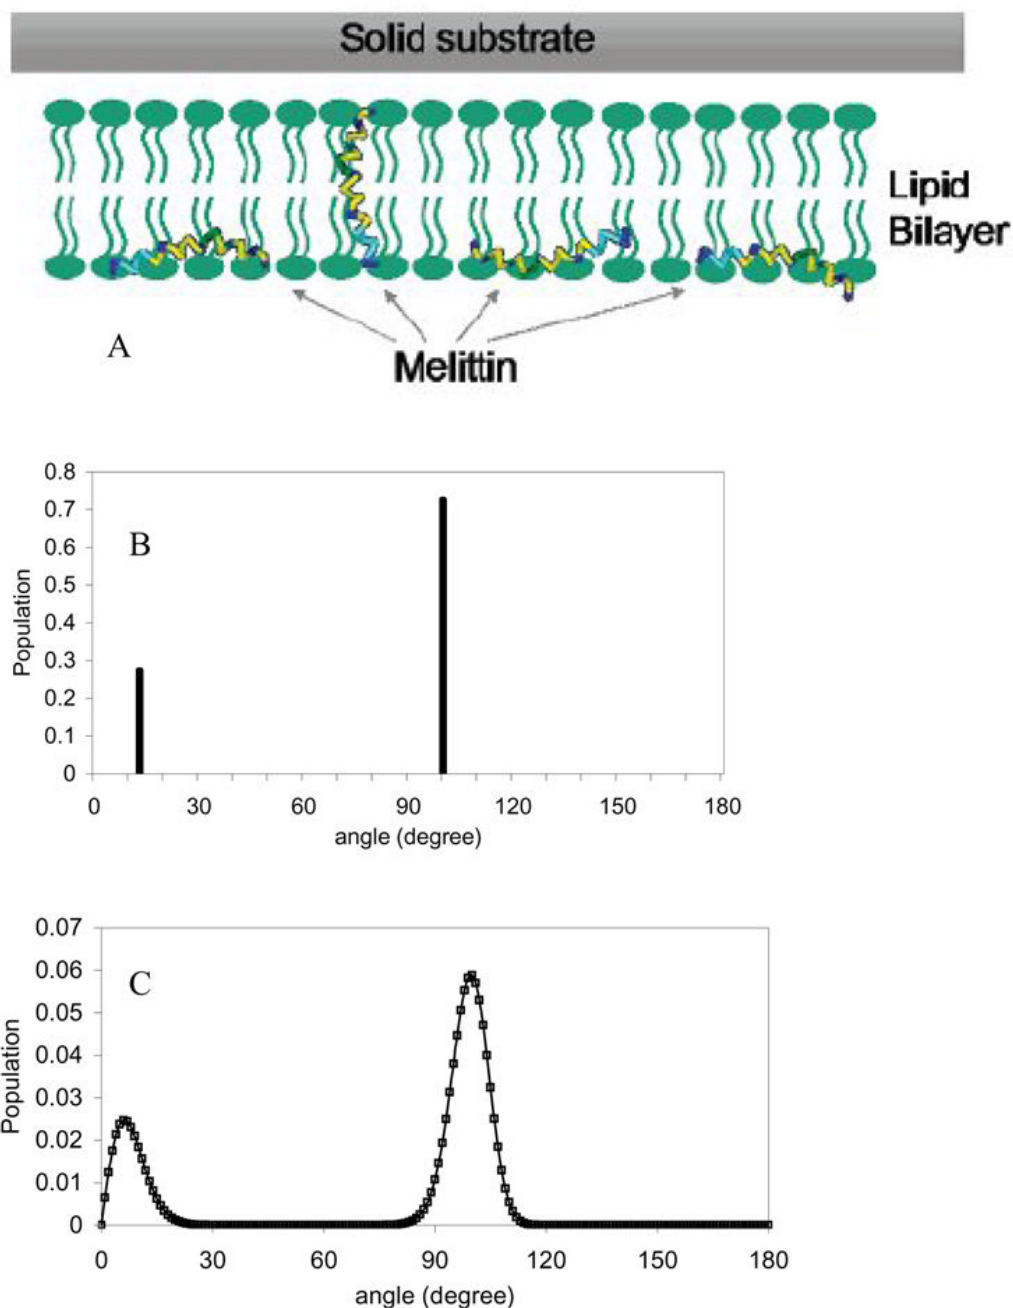 Solid substrate
Lipid
Bilayer
A
Melittin
0.8
0.7
0.6
0.5
0.4
0.3
0.2
0.1
0
Population
B
0 30 60 90 120 150 180
angle (degree)
0.07
0.06
0.05
0.04
0.03
0.02
0.01
0
Population
C
0 30 60 90 120 150 180
angle (degree)